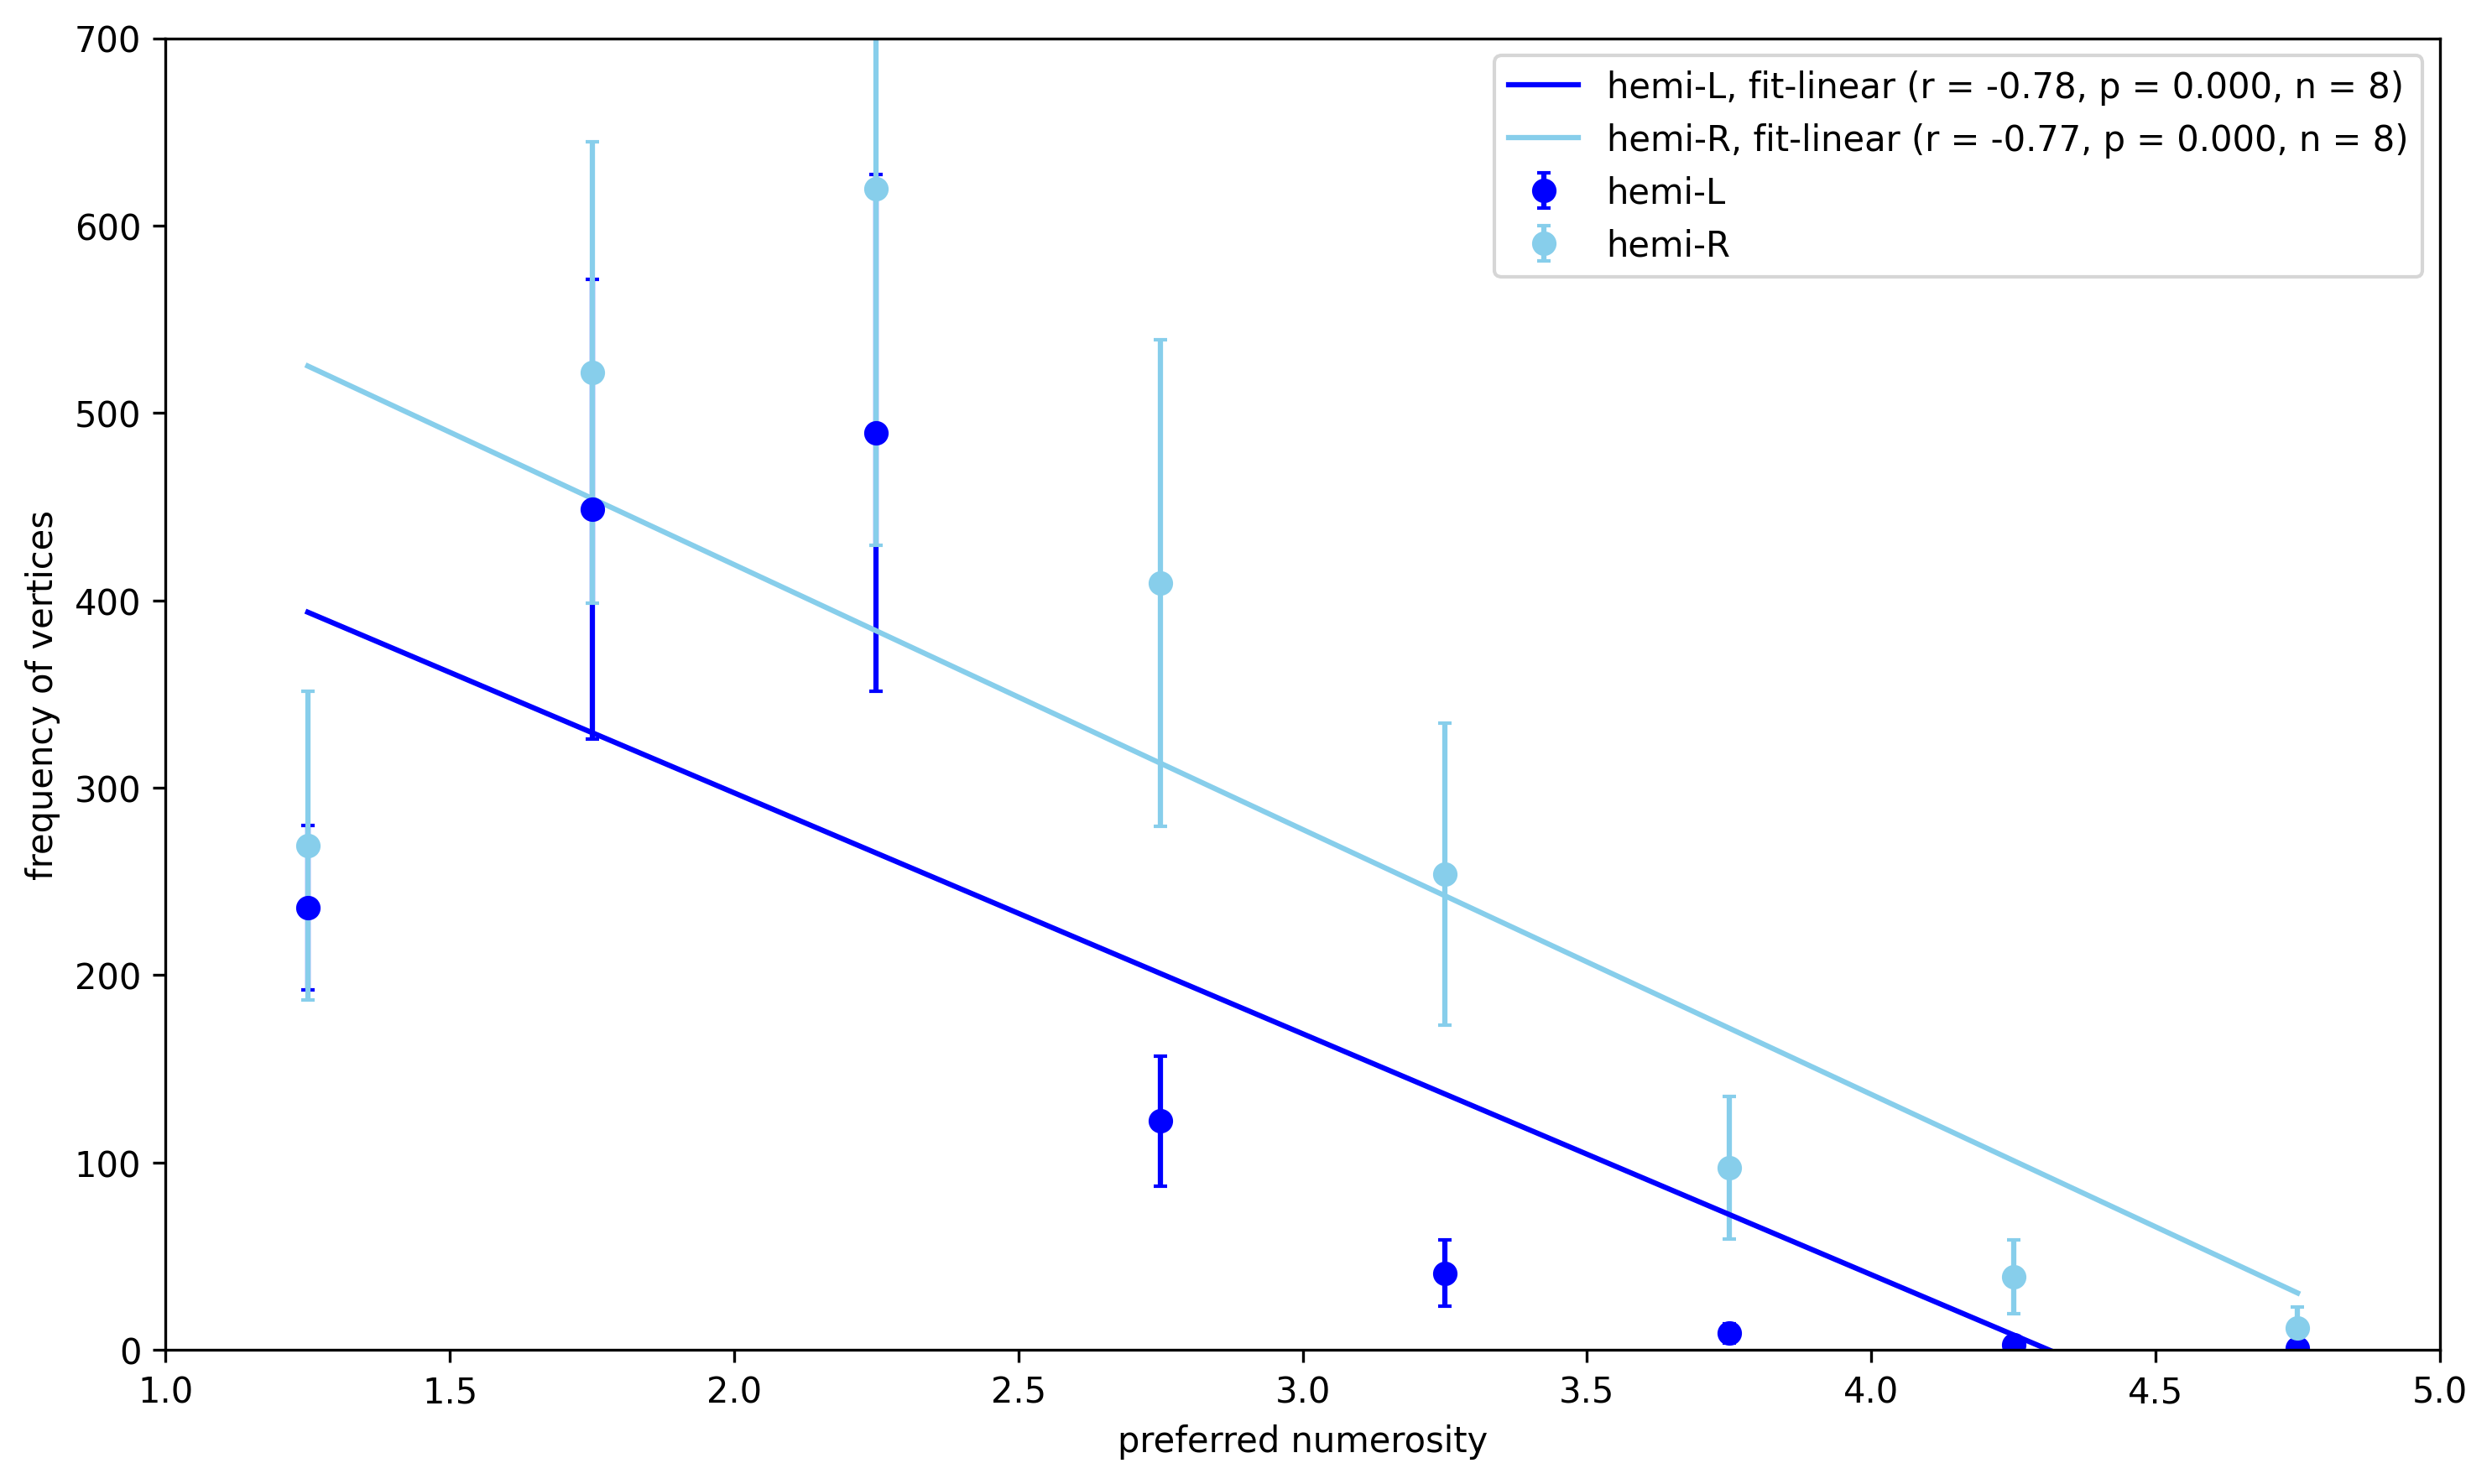 700
600
500
400
300
200
100
0
frequency of vertices
hemi-L, fit-linear (r = -0.78, p = 0.000, n = 8)
hemi-R, fit-linear (r = -0.77, p = 0.000, n = 8)
hemi-L
hemi-R
1.0 1.5 2.0 2.5 3.0 3.5 4.0 4.5 5.0
preferred numerosity